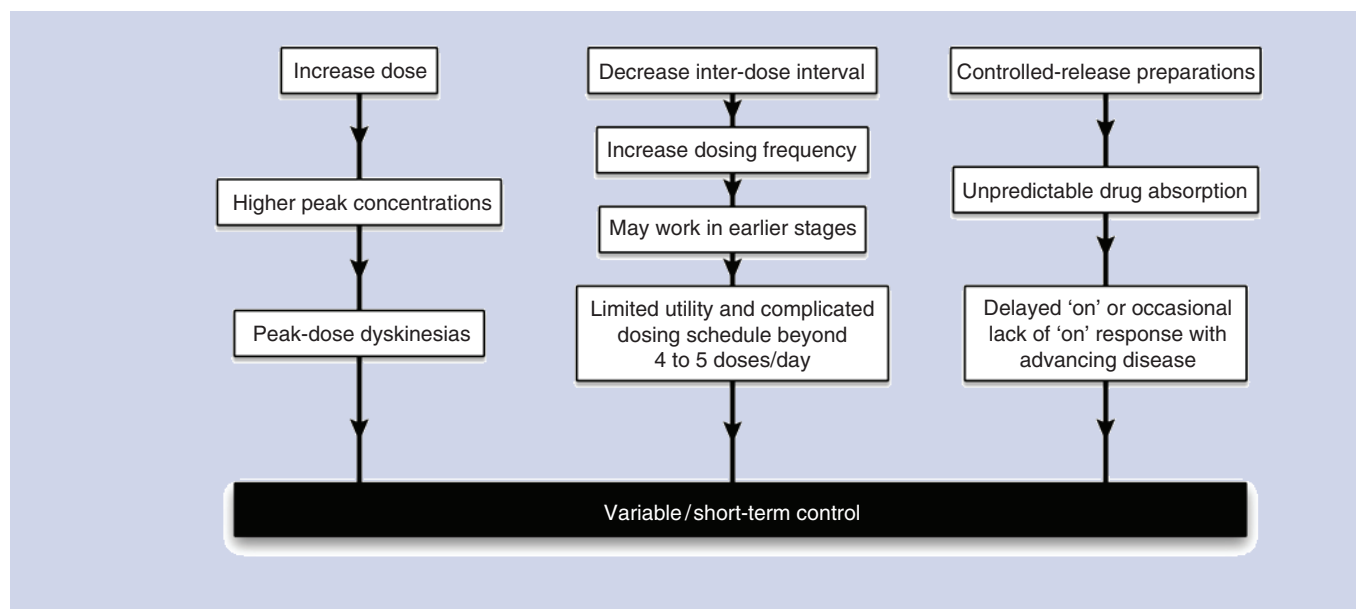 Increase dose
Higher peak concentrations
Peak-dose dyskinesias
Decrease inter-dose interval
Increase dosing frequency
May work in earlier stages
Limited utility and complicated
dosing schedule beyond
4 to 5 doses/day
Controlled-release preparations
Unpredictable drug absorption
Delayed ‘on’ or occasional
lack of ‘on’ response with
advancing disease
Variable/short-term control